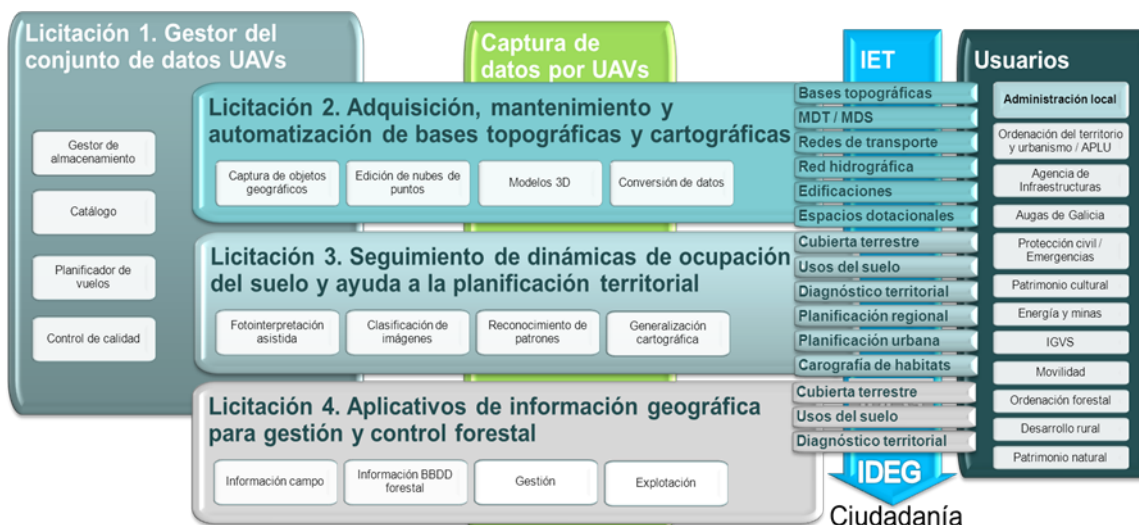 Licitación 1. Gestor del
conjunto de datos UAVs
Gestor de
almacenamiento
Catálogo
Planificador de
vuelos
Control de calidad
Captura de
datos por UAVs
Licitación 2. Adquisición, mantenimiento y
automatización de bases topográficas y cartográficas
Captura de objetos
geográficos
Edición de nubes de
puntos
Modelos 3D
Conversión de datos
Licitación 3. Seguimiento de dinámicas de ocupación
del suelo y ayuda a la planificación territorial
Fotointerpretación
asistida
Clasificación de
imágenes
Reconocimiento de
patrones
Generalización
cartográfica
Licitación 4. Aplicativos de información geográfica
para gestión y control forestal
Información campo
Información BBDD
forestal
Gestión
Explotación
IET
Bases topográficas
MDT / MDS
Redes de transporte
Red hidrográfica
Edificaciones
Espacios dotacionales
Cubierta terrestre
Usos del suelo
Diagnóstico territorial
Planificación regional
Planificación urbana
Carografía de habitats
Cubierta terrestre
Usos del suelo
Diagnóstico territorial
IDEG
Ciudadanía
Usuarios
Administración local
Ordenación del territorio
y urbanismo / APLU
Agencia de
Infraestructuras
Augas de Galicia
Protección civil /
Emergencias
Patrimonio cultural
Energía y minas
IGVS
Movilidad
Ordenación forestal
Desarrollo rural
Patrimonio natural